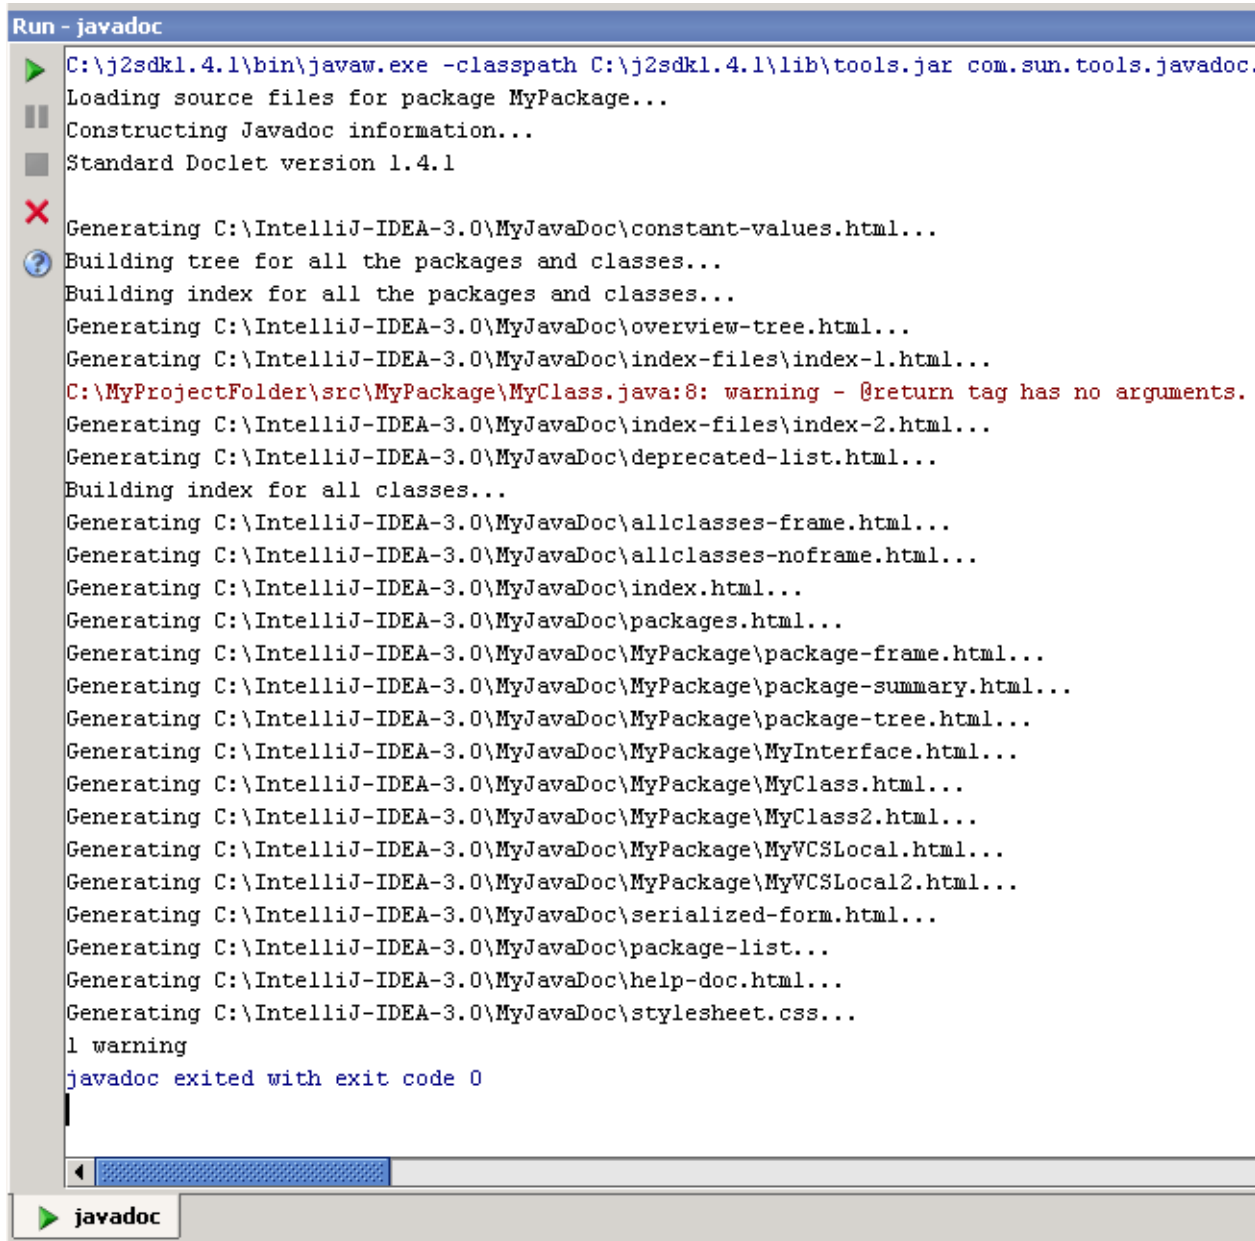 Run - javadoc
C:\j2sdk1.4.1\bin\javaw.exe -classpath C:\j2sdk1.4.1\lib\tools.jar com.sun.tools.javadoc.
Loading source files for package MyPackage...
Constructing Javadoc information...
Standard Doclet version 1.4.1
Generating C:\IntelliJ-IDEA-3.0\MyJavaDoc\constant-values.html...
Building tree for all the packages and classes...
Building index for all the packages and classes...
Generating C:\IntelliJ-IDEA-3.0\MyJavaDoc\overview-tree.html...
Generating C:\IntelliJ-IDEA-3.0\MyJavaDoc\index-files\index-1.html...
C:\MyProjectFolder\src\MyPackage\MyClass.java:8: warning - @return tag has no arguments.
Generating C:\IntelliJ-IDEA-3.0\MyJavaDoc\index-files\index-2.html...
Generating C:\IntelliJ-IDEA-3.0\MyJavaDoc\deprecated-list.html...
Building index for all classes...
Generating C:\IntelliJ-IDEA-3.0\MyJavaDoc\allclasses-frame.html...
Generating C:\IntelliJ-IDEA-3.0\MyJavaDoc\allclasses-noframe.html...
Generating C:\IntelliJ-IDEA-3.0\MyJavaDoc\index.html...
Generating C:\IntelliJ-IDEA-3.0\MyJavaDoc\packages.html...
Generating C:\IntelliJ-IDEA-3.0\MyJavaDoc\MyPackage\package-frame.html...
Generating C:\IntelliJ-IDEA-3.0\MyJavaDoc\MyPackage\package-summary.html...
Generating C:\IntelliJ-IDEA-3.0\MyJavaDoc\MyPackage\package-tree.html...
Generating C:\IntelliJ-IDEA-3.0\MyJavaDoc\MyPackage\MyInterface.html...
Generating C:\IntelliJ-IDEA-3.0\MyJavaDoc\MyPackage\MyClass.html...
Generating C:\IntelliJ-IDEA-3.0\MyJavaDoc\MyPackage\MyClass2.html...
Generating C:\IntelliJ-IDEA-3.0\MyJavaDoc\MyPackage\MyVCSLocal.html...
Generating C:\IntelliJ-IDEA-3.0\MyJavaDoc\MyPackage\MyVCSLocal2.html...
Generating C:\IntelliJ-IDEA-3.0\MyJavaDoc\serialized-form.html...
Generating C:\IntelliJ-IDEA-3.0\MyJavaDoc\package-list...
Generating C:\IntelliJ-IDEA-3.0\MyJavaDoc\help-doc.html...
Generating C:\IntelliJ-IDEA-3.0\MyJavaDoc\stylesheet.css...
1 warning
javadoc exited with exit code 0
javadoc